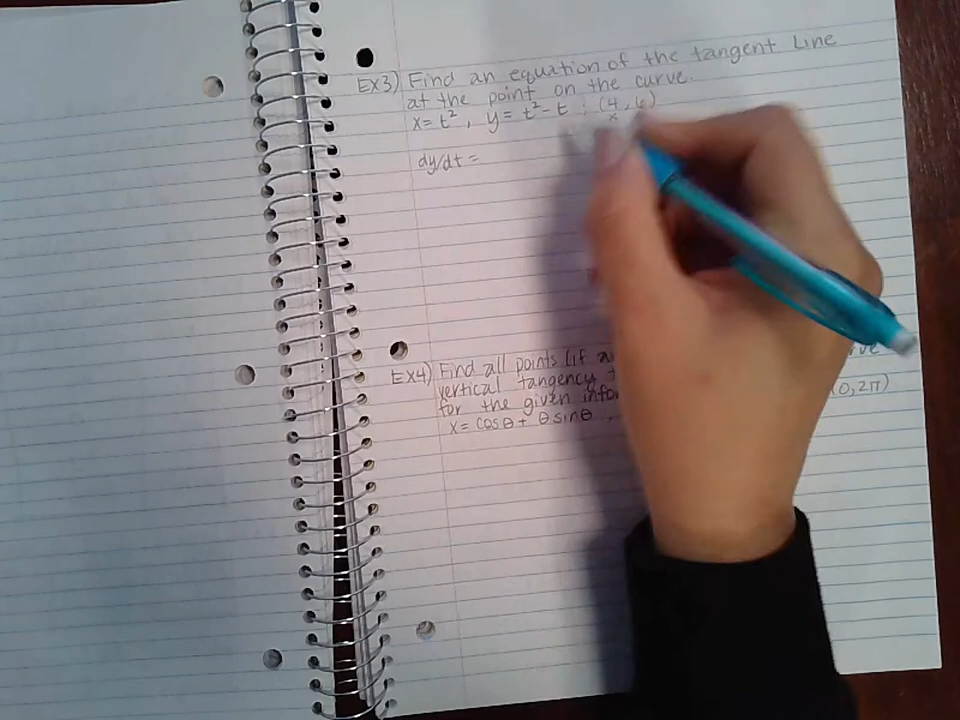 Ex3) Find an equation of the tangent line
at the point on the curve.
x = t², y = t² - t ; (4, 6)
x
dy/dt =
Ex4) Find all points (if
vertical tangency
for the given
(0, 2π)
x = cosθ + θsinθ